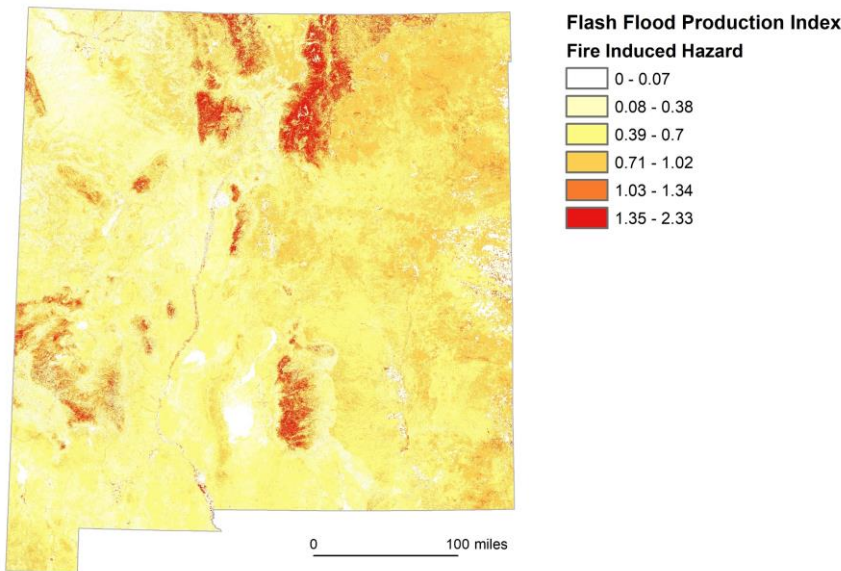 Flash Flood Production Index
Fire Induced Hazard
0 - 0.07
0.08 - 0.38
0.39 - 0.7
0.71 - 1.02
1.03 - 1.34
1.35 - 2.33
0 100 miles